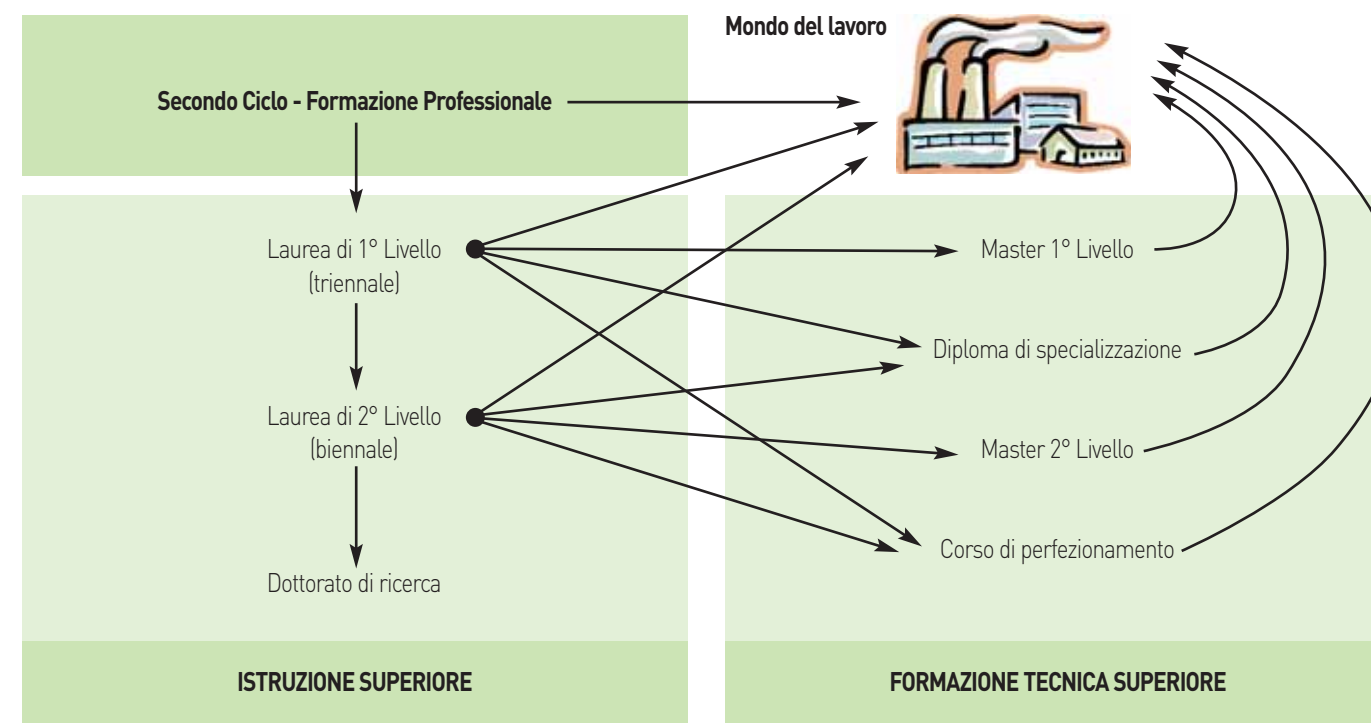 Mondo del lavoro
Secondo Ciclo - Formazione Professionale
Laurea di 1° Livello
(triennale)
Laurea di 2° Livello
(biennale)
Dottorato di ricerca
ISTRUZIONE SUPERIORE
Master 1° Livello
Diploma di specializzazione
Master 2° Livello
Corso di perfezionamento
FORMAZIONE TECNICA SUPERIORE